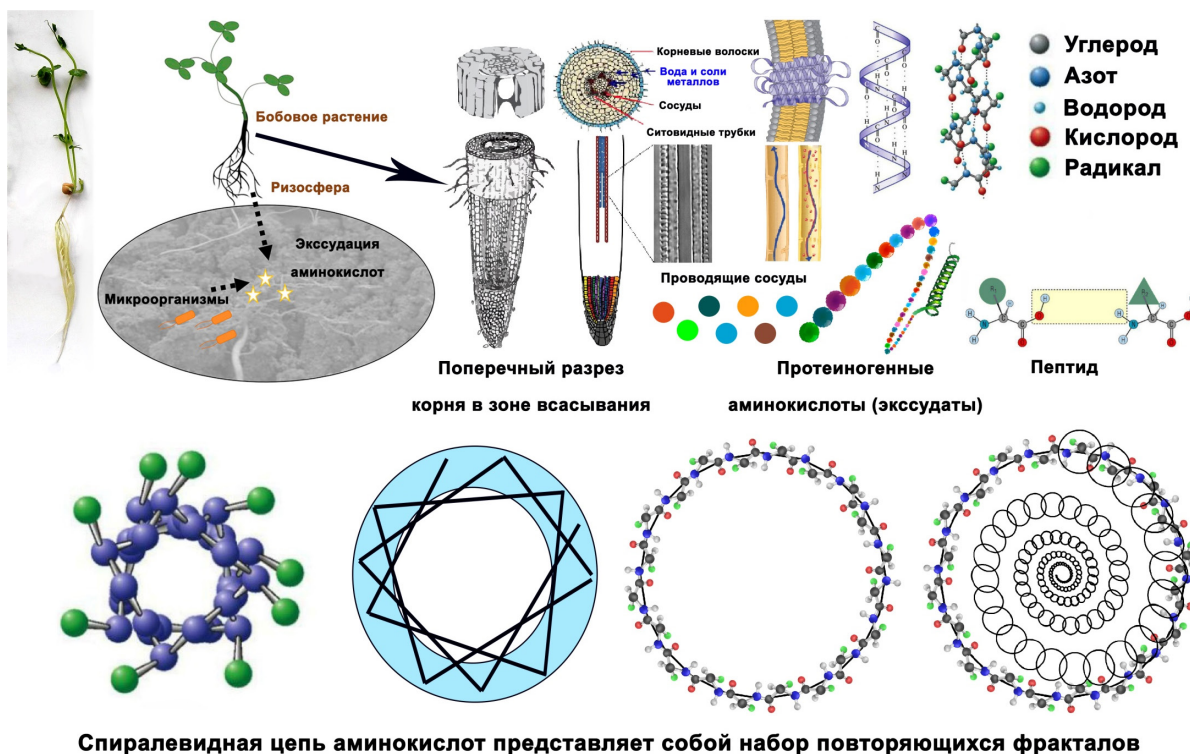 Корневые волоски
Вода и соли
металлов
Сосуды
Ситовидные трубки
Углерод
Азот
Водород
Кислород
Радикал
Бобовое растение
Ризосфера
Экссудация
аминокислот
Микроорганизмы
Проводящие сосуды
Поперечный разрез
корня в зоне всасывания
Протеиногенные
аминокислоты (экссудаты)
Пептид
Спиралевидная цепь аминокислот представляет собой набор повторяющихся фракталов